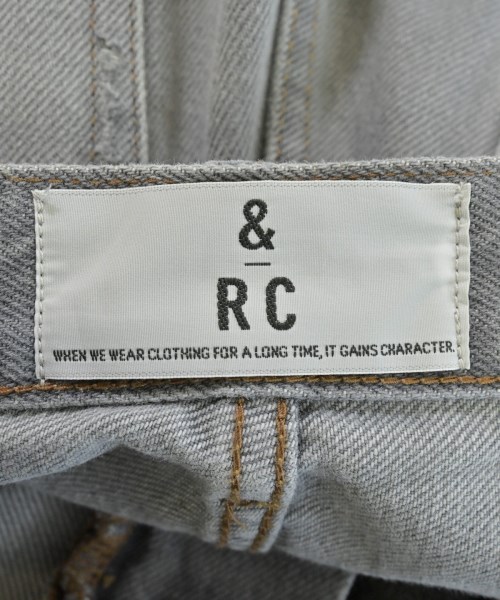 &
RC
WHEN WE WEAR CLOTHING FOR A LONG TIME, IT GAINS CHARACTER.